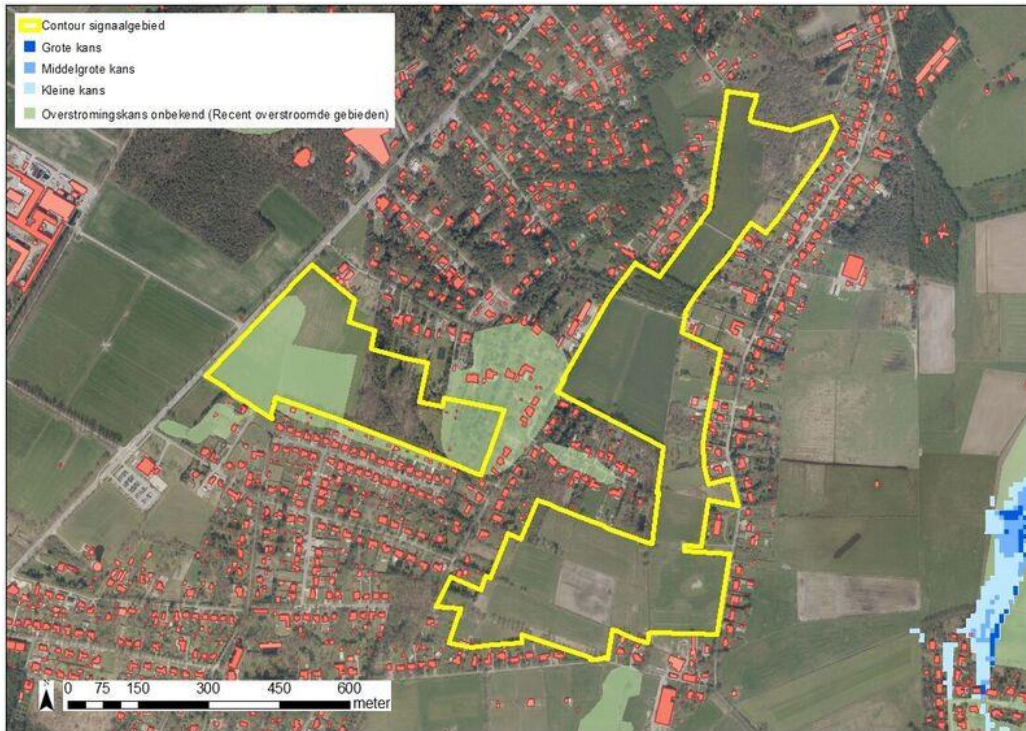 Contour signaalgebied
Grote kans
Middelgrote kans
Kleine kans
Overstromingskans onbekend (Recent overstroomde gebieden)
N
0 75 150 300 450 600
meter